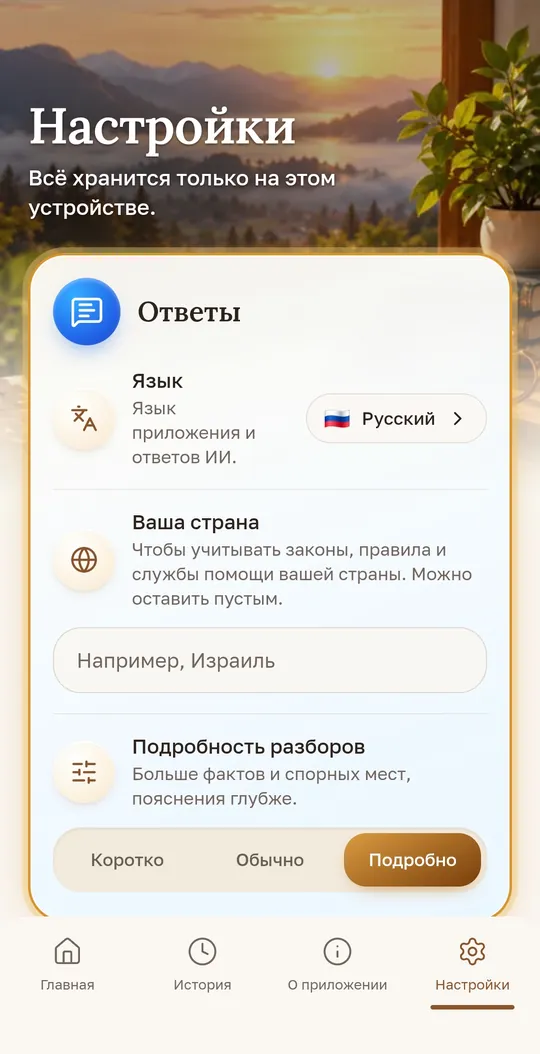 Настройки
Всё хранится только на этом
устройстве.
Ответы
Язык
Язык
приложения и
ответов ИИ.
Русский
Ваша страна
Чтобы учитывать законы, правила и
службы помощи вашей страны. Можно
оставить пустым.
Например, Израиль
Подробность разборов
Больше фактов и спорных мест,
пояснения глубже.
Коротко
Обычно
Подробно
Главная
История
О приложении
Настройки